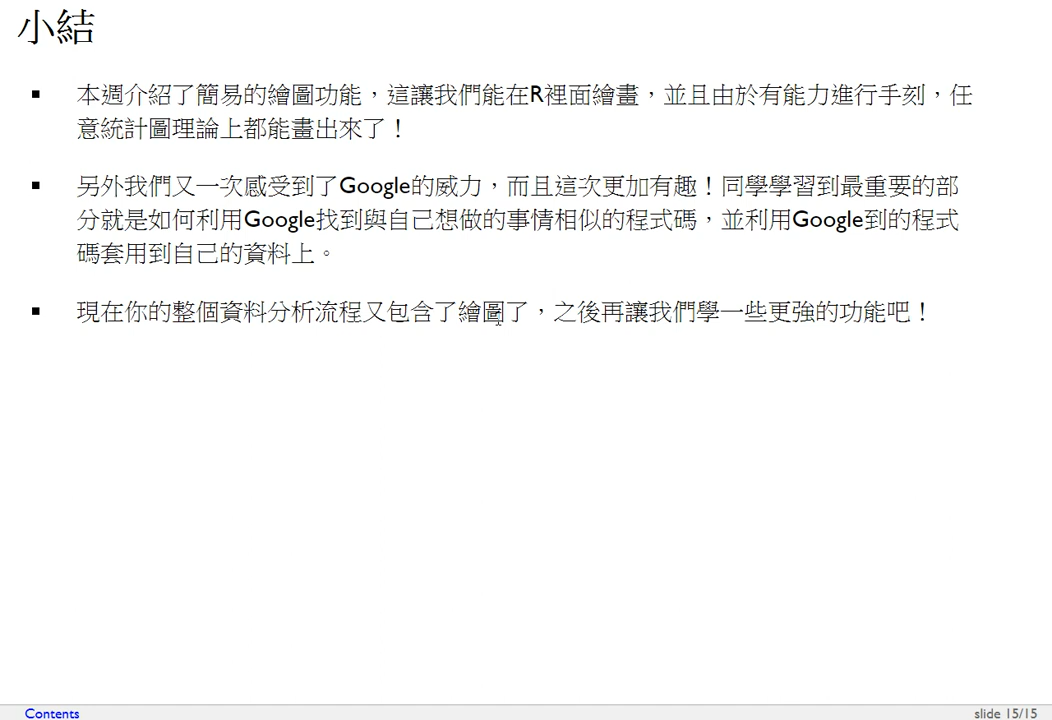 小結
本週介紹了簡易的繪圖功能，這讓我們能在R裡面繪畫，並且由於有能力進行手刻，任
意統計圖理論上都能畫出來了！
另外我們又一次感受到了Google的威力，而且這次更加有趣！同學學習到最重要的部
分就是如何利用Google找到與自己想做的事情相似的程式碼，並利用Google到的程式
碼套用到自己的資料上。
現在你的整個資料分析流程又包含了繪圖了，之後再讓我們學一些更強的功能吧！
Contents
slide 15/15